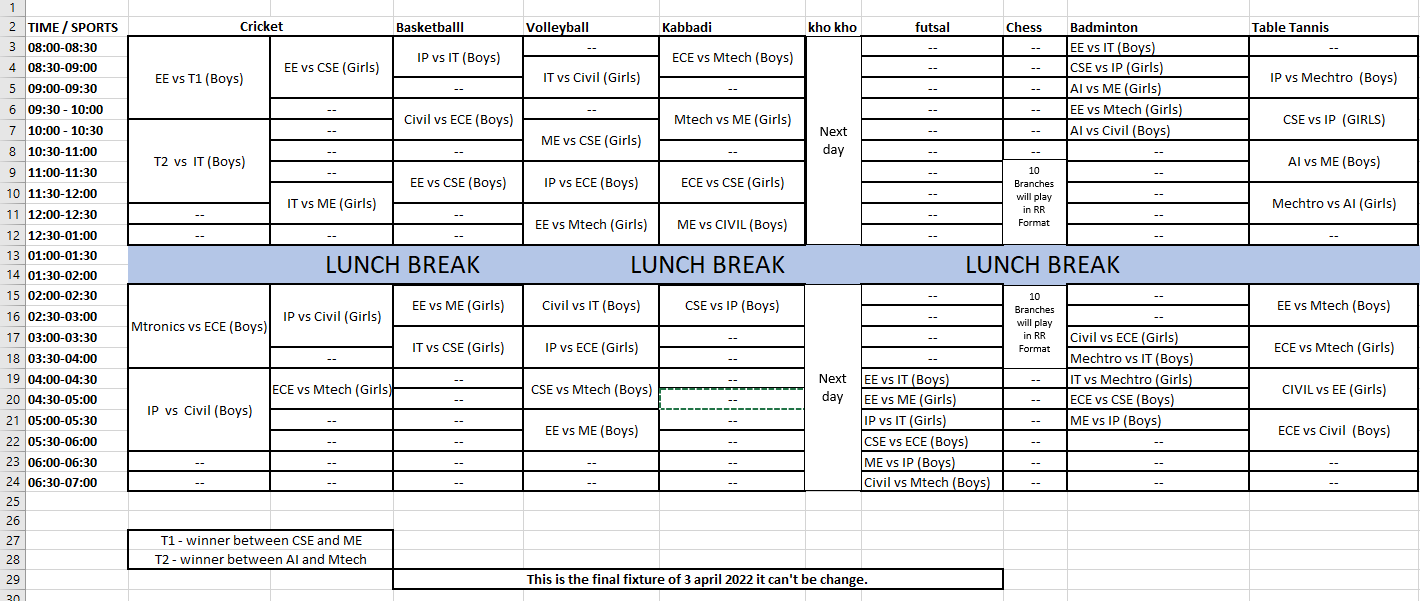 1
2 TIME / SPORTS Cricket Basketballl Volleyball Kabbadi kho kho futsal Chess Badminton Table Tannis
3 08:00-08:30 EE vs T1 (Boys) EE vs CSE (Girls) IP vs IT (Boys) -- ECE vs Mtech (Boys) Next day -- -- EE vs IT (Boys) --
4 08:30-09:00 IT vs Civil (Girls) -- -- CSE vs IP (Girls) IP vs Mechtro (Boys)
5 09:00-09:30 -- -- -- -- AI vs ME (Girls)
6 09:30 - 10:00 -- Civil vs ECE (Boys) -- Mtech vs ME (Girls) -- -- EE vs Mtech (Girls) CSE vs IP (GIRLS)
7 10:00 - 10:30 T2 vs IT (Boys) -- ME vs CSE (Girls) -- -- AI vs Civil (Boys)
8 10:30-11:00 -- -- -- -- -- -- AI vs ME (Boys)
9 11:00-11:30 -- EE vs CSE (Boys) IP vs ECE (Boys) ECE vs CSE (Girls) -- 10 Branches will play in RR Format --
10 11:30-12:00 IT vs ME (Girls) -- -- Mechtro vs AI (Girls)
11 12:00-12:30 -- -- EE vs Mtech (Girls) ME vs CIVIL (Boys) -- --
12 12:30-01:00 -- -- -- -- -- --
13 01:00-01:30 LUNCH BREAK LUNCH BREAK LUNCH BREAK
14 01:30-02:00
15 02:00-02:30 Mtronics vs ECE (Boys) IP vs Civil (Girls) EE vs ME (Girls) Civil vs IT (Boys) CSE vs IP (Boys) Next day -- 10 Branches will play in RR Format -- EE vs Mtech (Boys)
16 02:30-03:00 -- --
17 03:00-03:30 IT vs CSE (Girls) IP vs ECE (Girls) -- -- Civil vs ECE (Girls) ECE vs Mtech (Girls)
18 03:30-04:00 -- -- -- Mechtro vs IT (Boys)
19 04:00-04:30 IP vs Civil (Boys) ECE vs Mtech (Girls) -- CSE vs Mtech (Boys) -- EE vs IT (Boys) -- IT vs Mechtro (Girls) CIVIL vs EE (Girls)
20 04:30-05:00 -- -- EE vs ME (Girls) -- ECE vs CSE (Boys)
21 05:00-05:30 -- -- EE vs ME (Boys) -- IP vs IT (Girls) -- ME vs IP (Boys) ECE vs Civil (Boys)
22 05:30-06:00 -- -- -- CSE vs ECE (Boys) -- --
23 06:00-06:30 -- -- -- -- -- ME vs IP (Boys) -- -- --
24 06:30-07:00 -- -- -- -- -- Civil vs Mtech (Boys) -- -- --
25
26
27 T1 - winner between CSE and ME
28 T2 - winner between AI and Mtech
29 This is the final fixture of 3 april 2022 it can't be change.
30